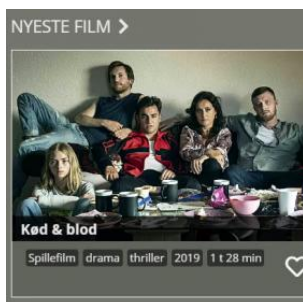 NYESTE FILM
Kød & blod
Spillefilm drama thriller 2019 1 t 28 min